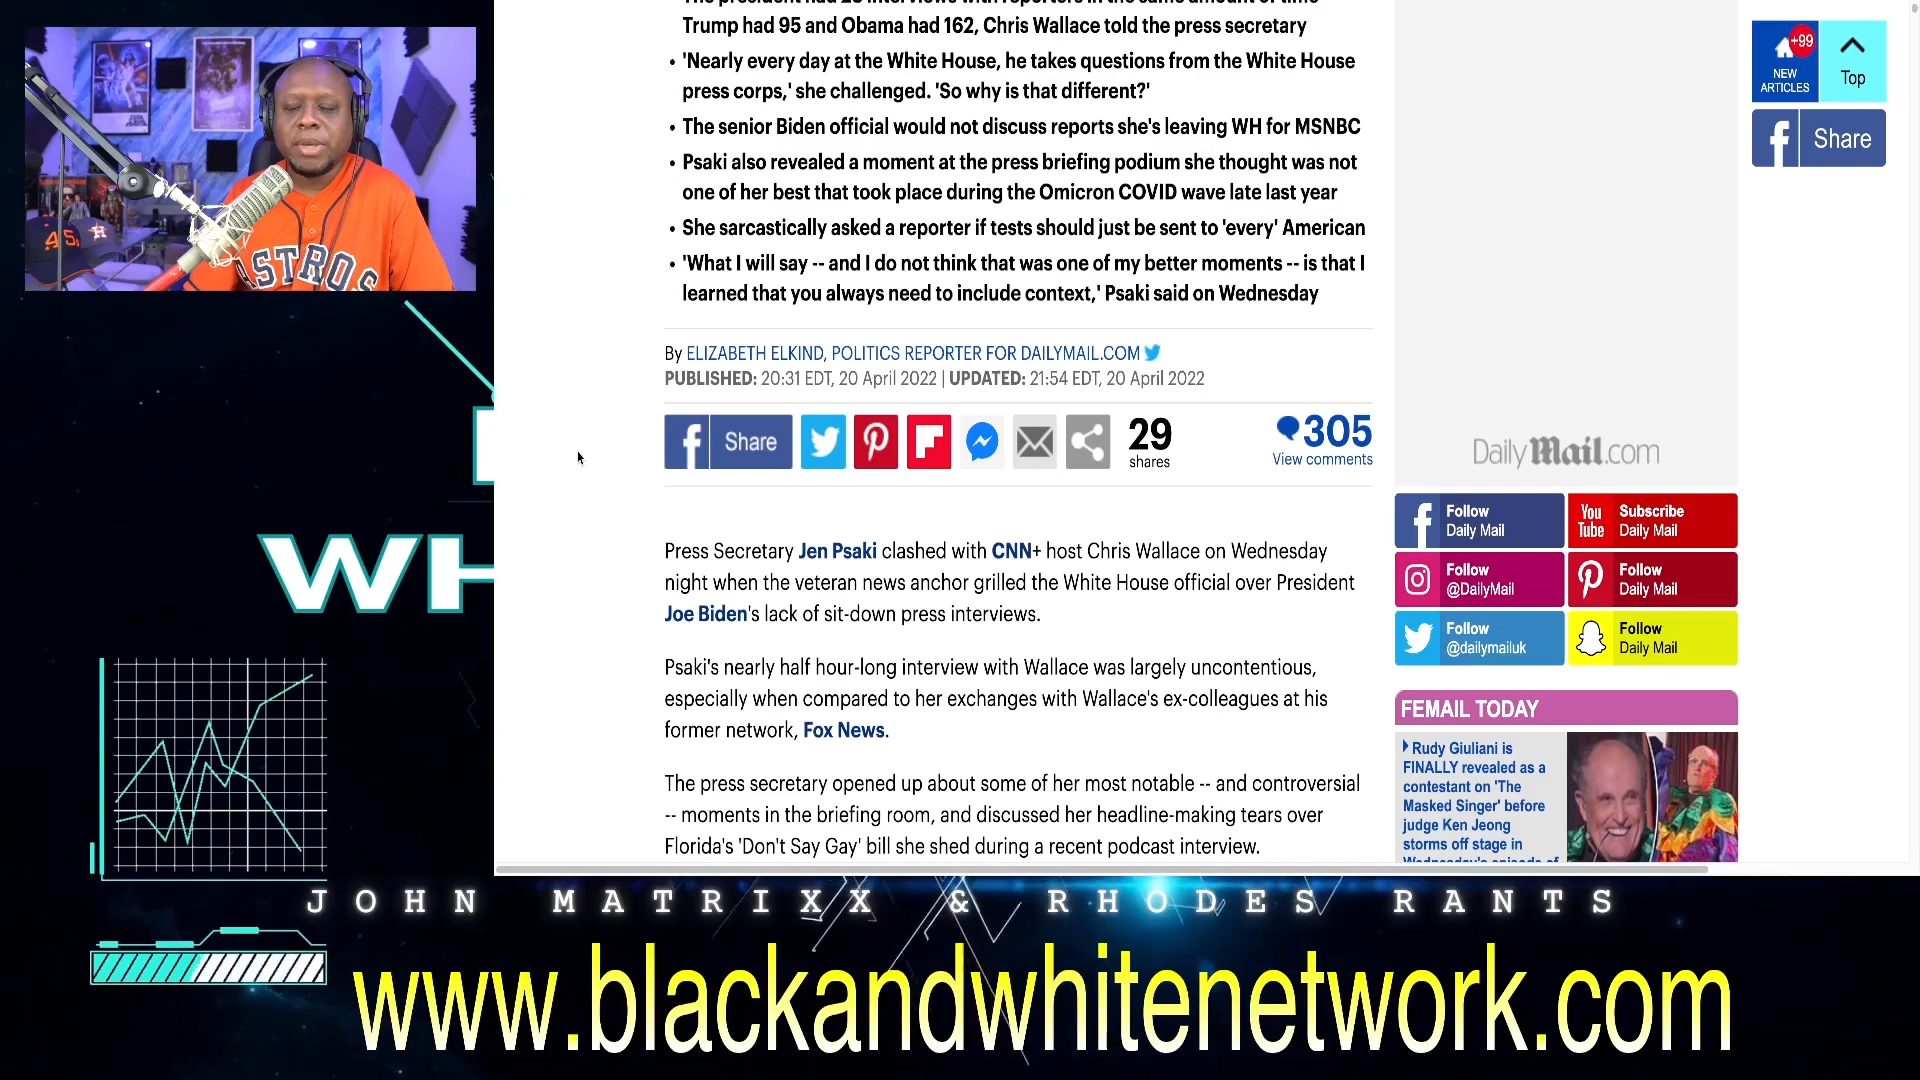 Trump had 95 and Obama had 162, Chris Wallace told the press secretary
• 'Nearly every day at the White House, he takes questions from the White House
press corps,' she challenged. 'So why is that different?'
• The senior Biden official would not discuss reports she's leaving WH for MSNBC
• Psaki also revealed a moment at the press briefing podium she thought was not
one of her best that took place during the Omicron COVID wave late last year
• She sarcastically asked a reporter if tests should just be sent to 'every' American
• 'What I will say -- and I do not think that was one of my better moments -- is that I
learned that you always need to include context,' Psaki said on Wednesday
By ELIZABETH ELKIND, POLITICS REPORTER FOR DAILYMAIL.COM
PUBLISHED: 20:31 EDT, 20 April 2022 | UPDATED: 21:54 EDT, 20 April 2022
Share
29
shares
305
View comments
Press Secretary Jen Psaki clashed with CNN+ host Chris Wallace on Wednesday
night when the veteran news anchor grilled the White House official over President
Joe Biden's lack of sit-down press interviews.
Psaki's nearly half hour-long interview with Wallace was largely uncontentious,
especially when compared to her exchanges with Wallace's ex-colleagues at his
former network, Fox News.
The press secretary opened up about some of her most notable -- and controversial
-- moments in the briefing room, and discussed her headline-making tears over
Florida's 'Don't Say Gay' bill she shed during a recent podcast interview.
+99
NEW
ARTICLES
Top
Share
DailyMail.com
Follow
Daily Mail
You
Tube
Subscribe
Daily Mail
Follow
@DailyMail
Follow
Daily Mail
Follow
@dailymailuk
Follow
Daily Mail
FEMAIL TODAY
Rudy Giuliani is
FINALLY revealed as a
contestant on 'The
Masked Singer' before
judge Ken Jeong
storms off stage in
Wednesday's episode of
ASTROS
45
H
WH
JOHN MATRIXX & RHODES RANTS
www.blackandwhitenetwork.com